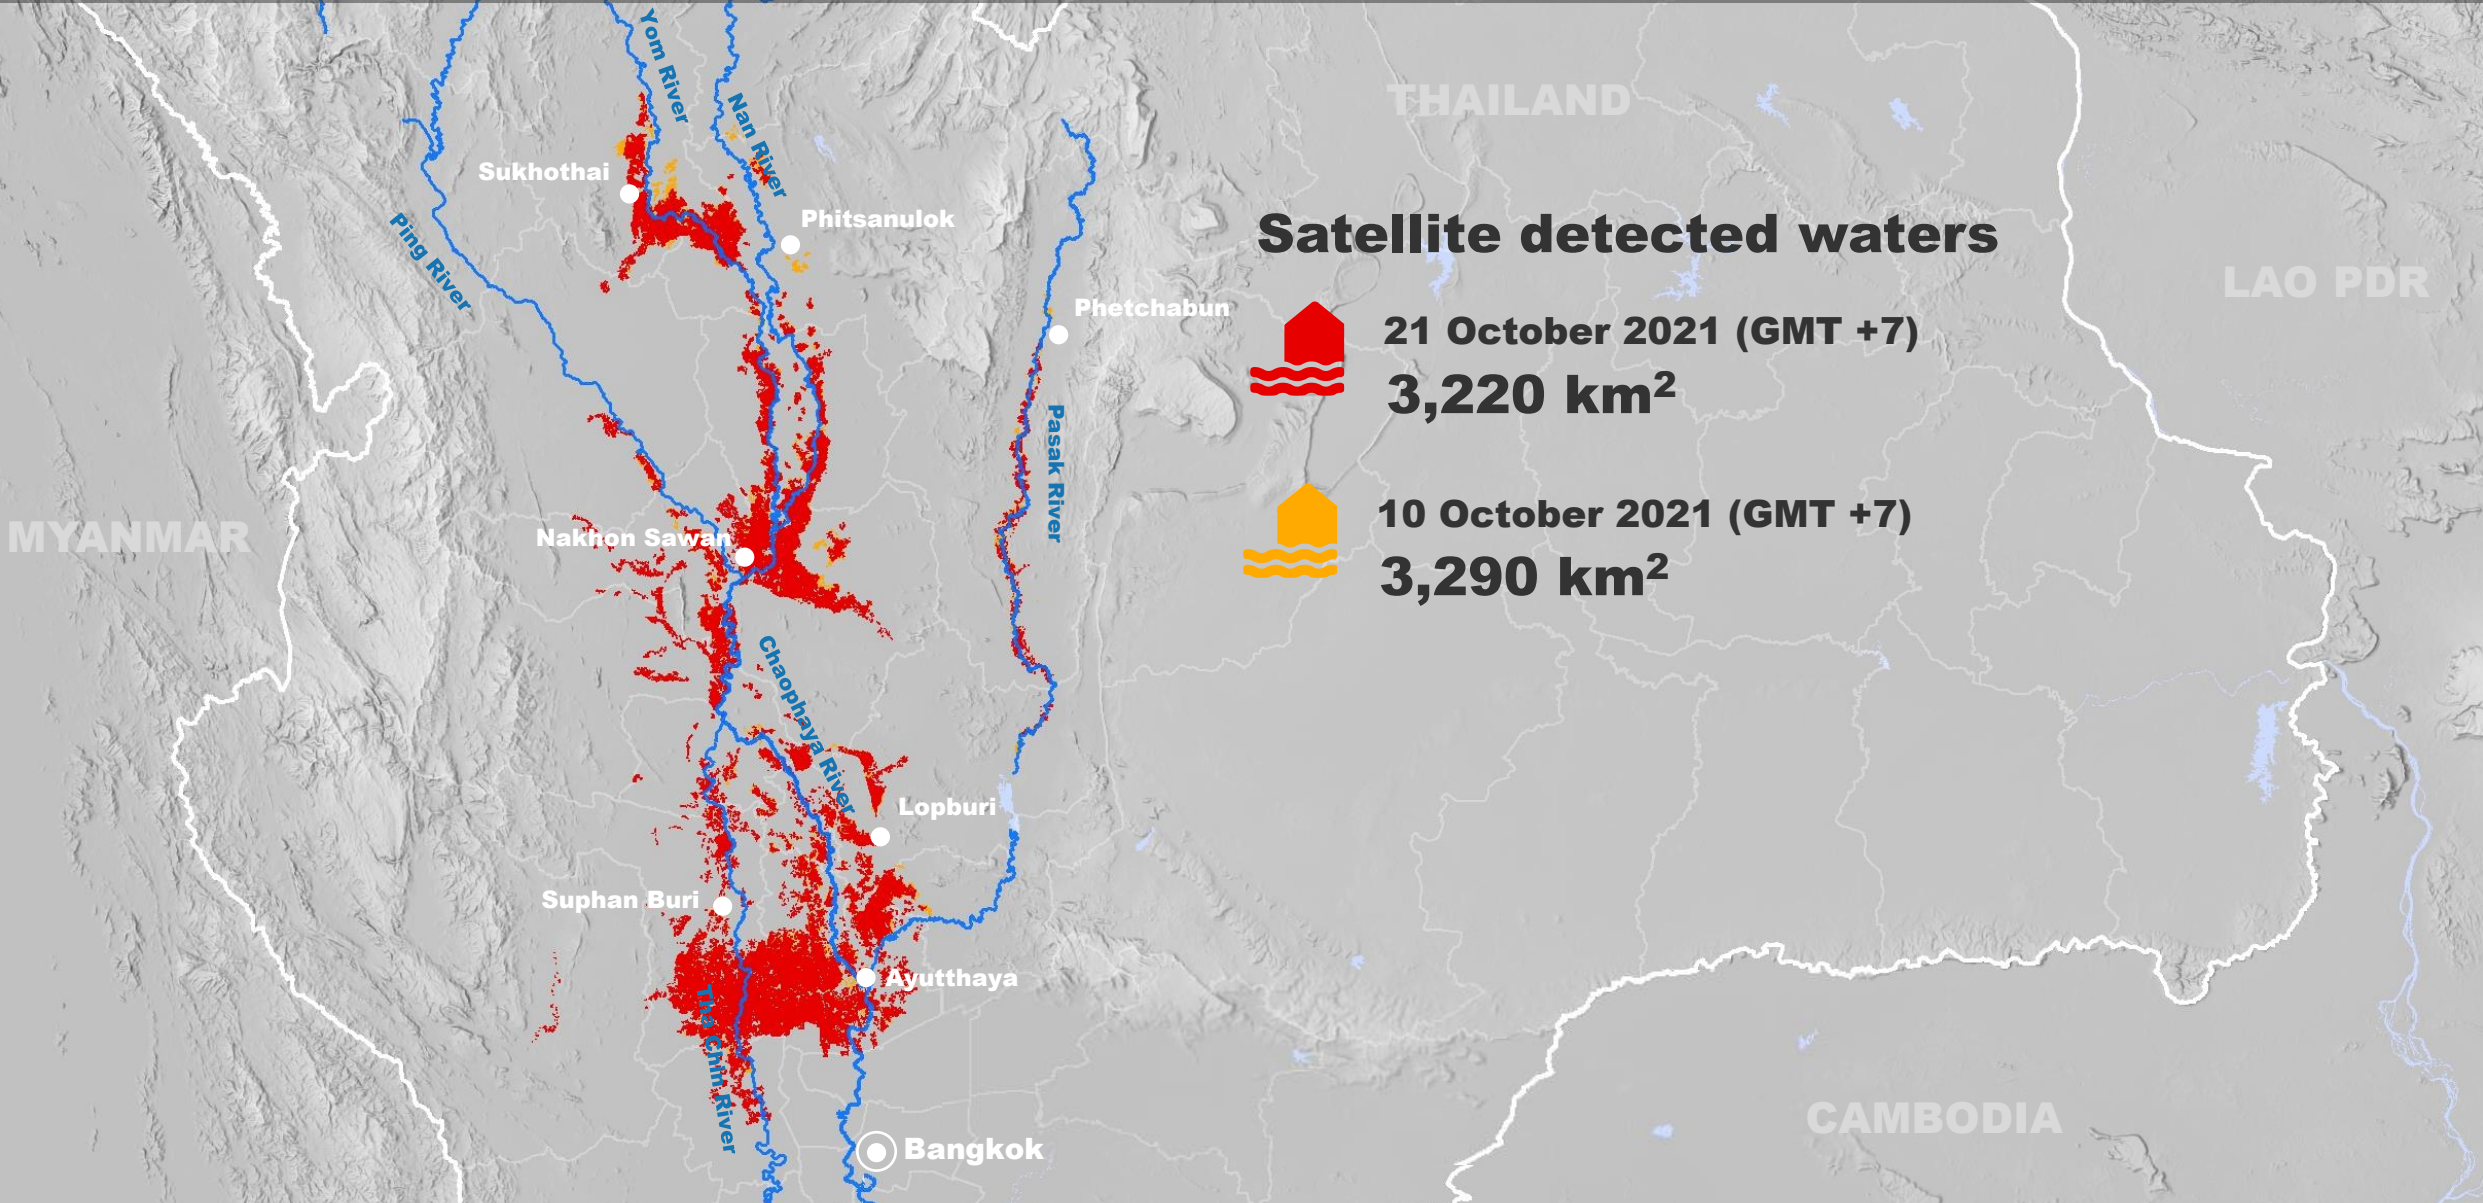 Yom River
Nan River
THAILAND
Sukhothai
Phitsanulok
Ping River
Satellite detected waters
LAO PDR
Phetchabun
21 October 2021 (GMT +7)
3,220 km²
Pasak River
MYANMAR
Nakhon Sawan
10 October 2021 (GMT +7)
3,290 km²
Chaophaya River
Lopburi
Suphan Buri
Ayutthaya
Tha Chin River
CAMBODIA
Bangkok